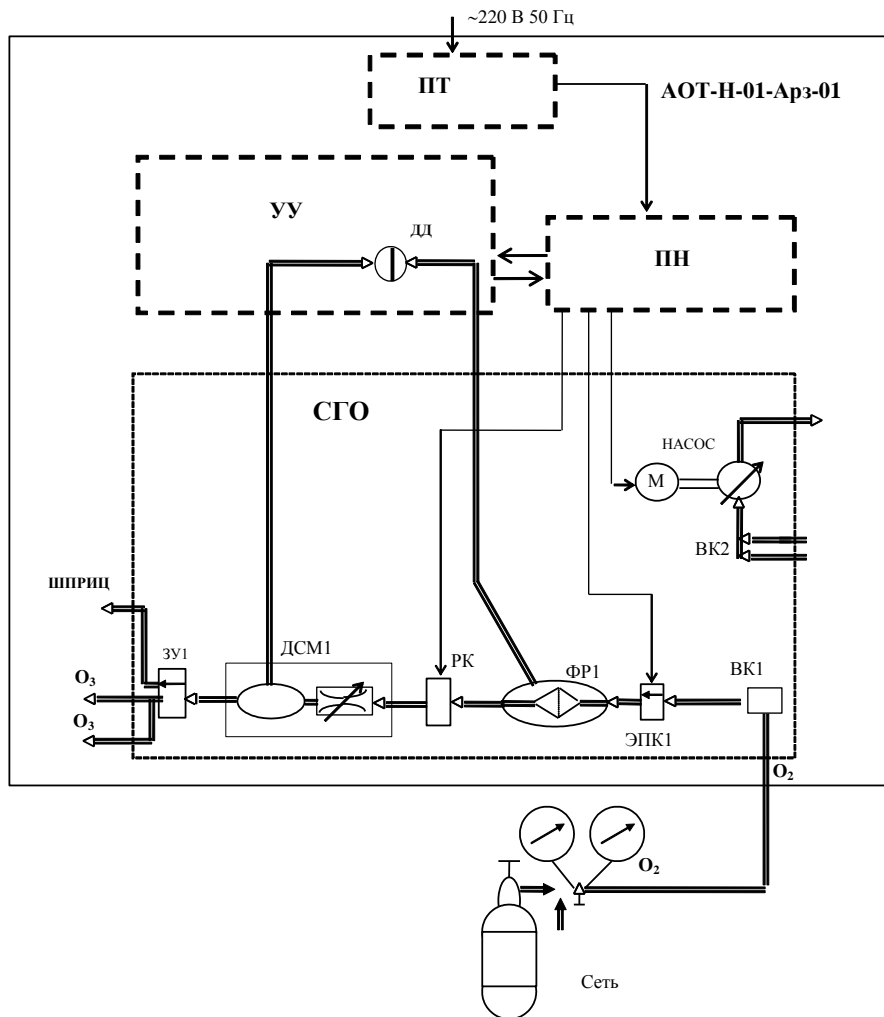 ~220 В 50 Гц
ПТ
АОТ-Н-01-Арз-01
УУ
ДД
ПН
СГО
НАСОС
М
ВК2
ШПРИЦ
ЗУ1
ДСМ1
РК
ФР1
ВК1
O₃
O₃
ЭПК1
O₂
O₂
Сеть